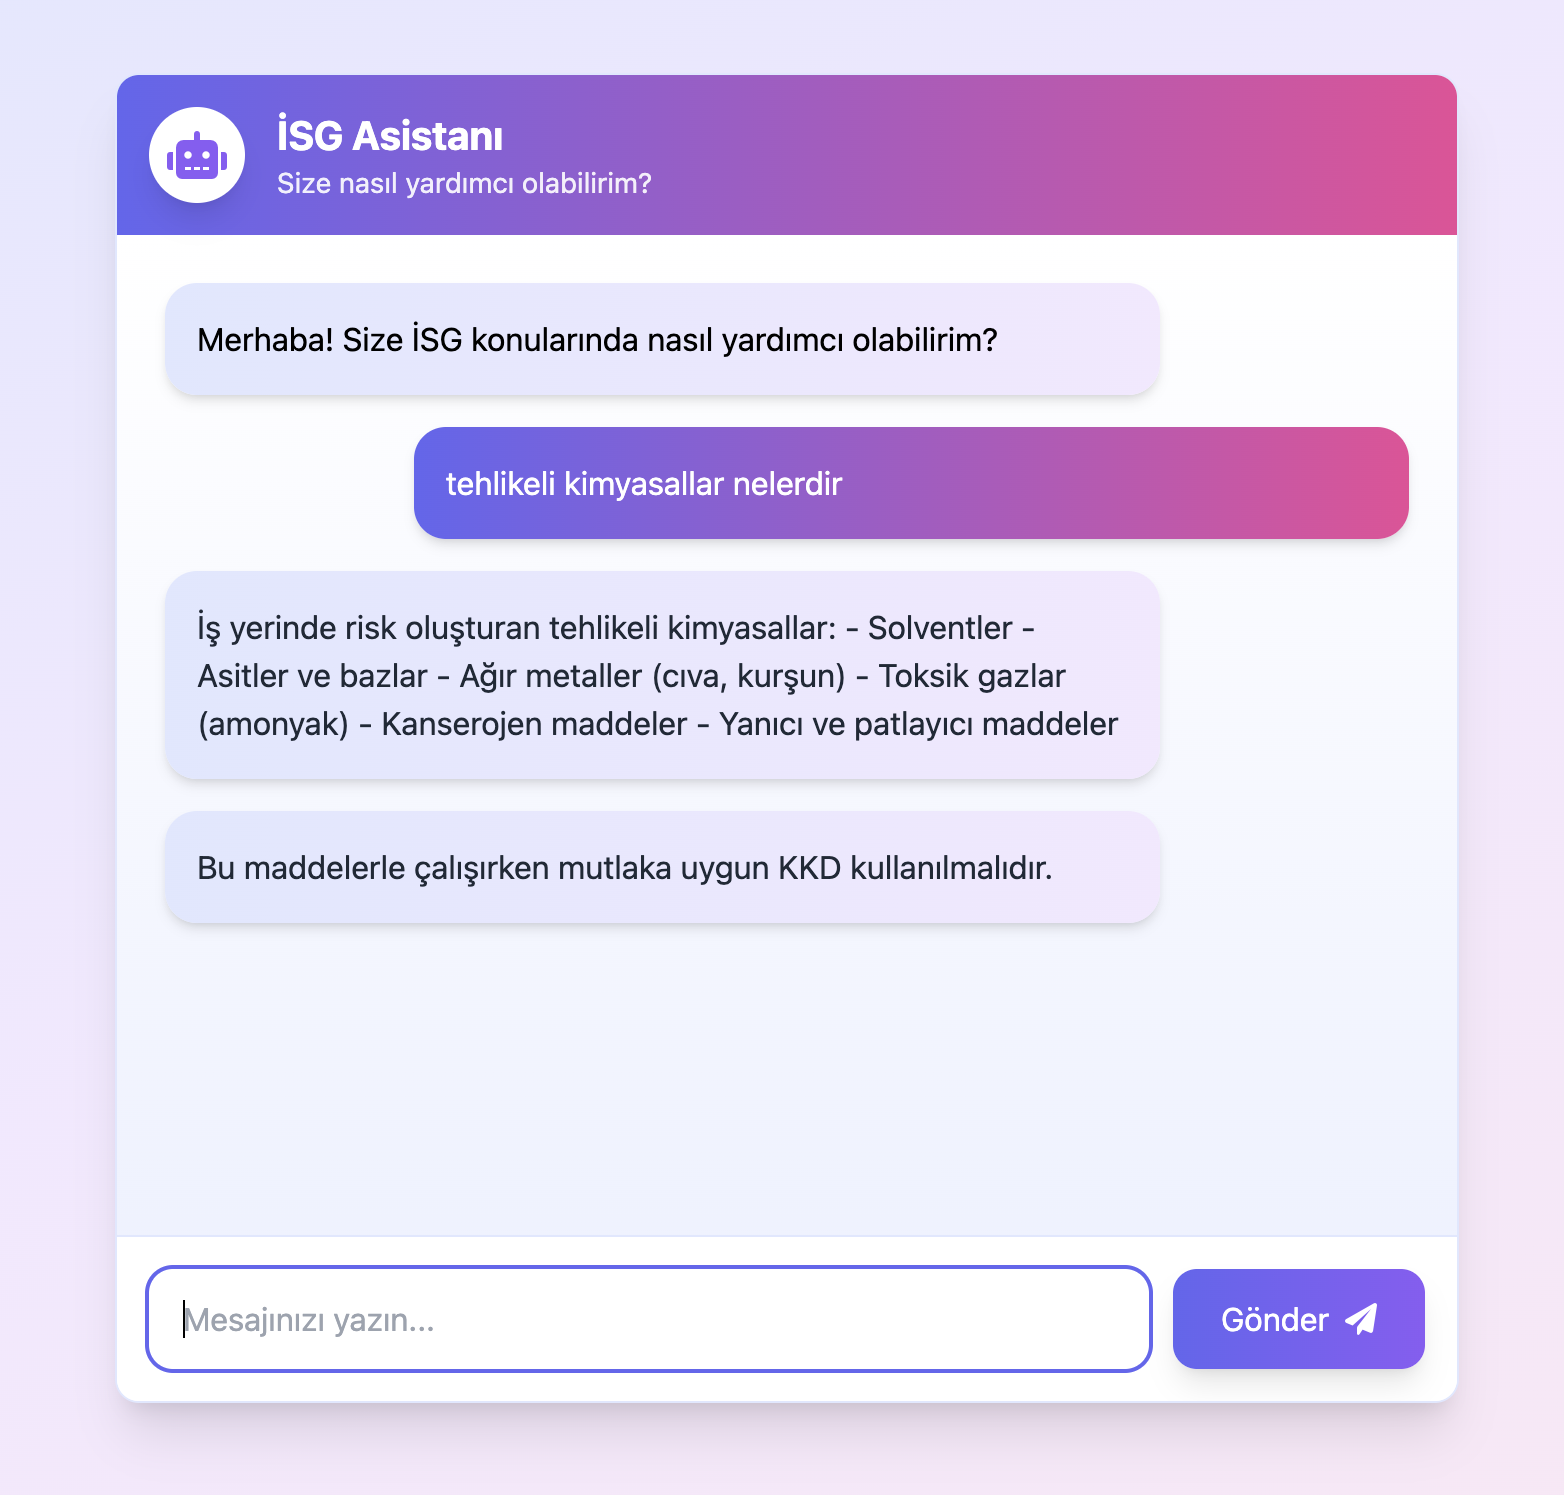 İSG Asistanı
Size nasıl yardımcı olabilirim?
Merhaba! Size İSG konularında nasıl yardımcı olabilirim?
tehlikeli kimyasallar nelerdir
İş yerinde risk oluşturan tehlikeli kimyasallar: - Solventler -
Asitler ve bazlar - Ağır metaller (cıva, kurşun) - Toksik gazlar
(amonyak) - Kanserojen maddeler - Yanıcı ve patlayıcı maddeler
Bu maddelerle çalışırken mutlaka uygun KKD kullanılmalıdır.
Mesajınızı yazın...
Gönder